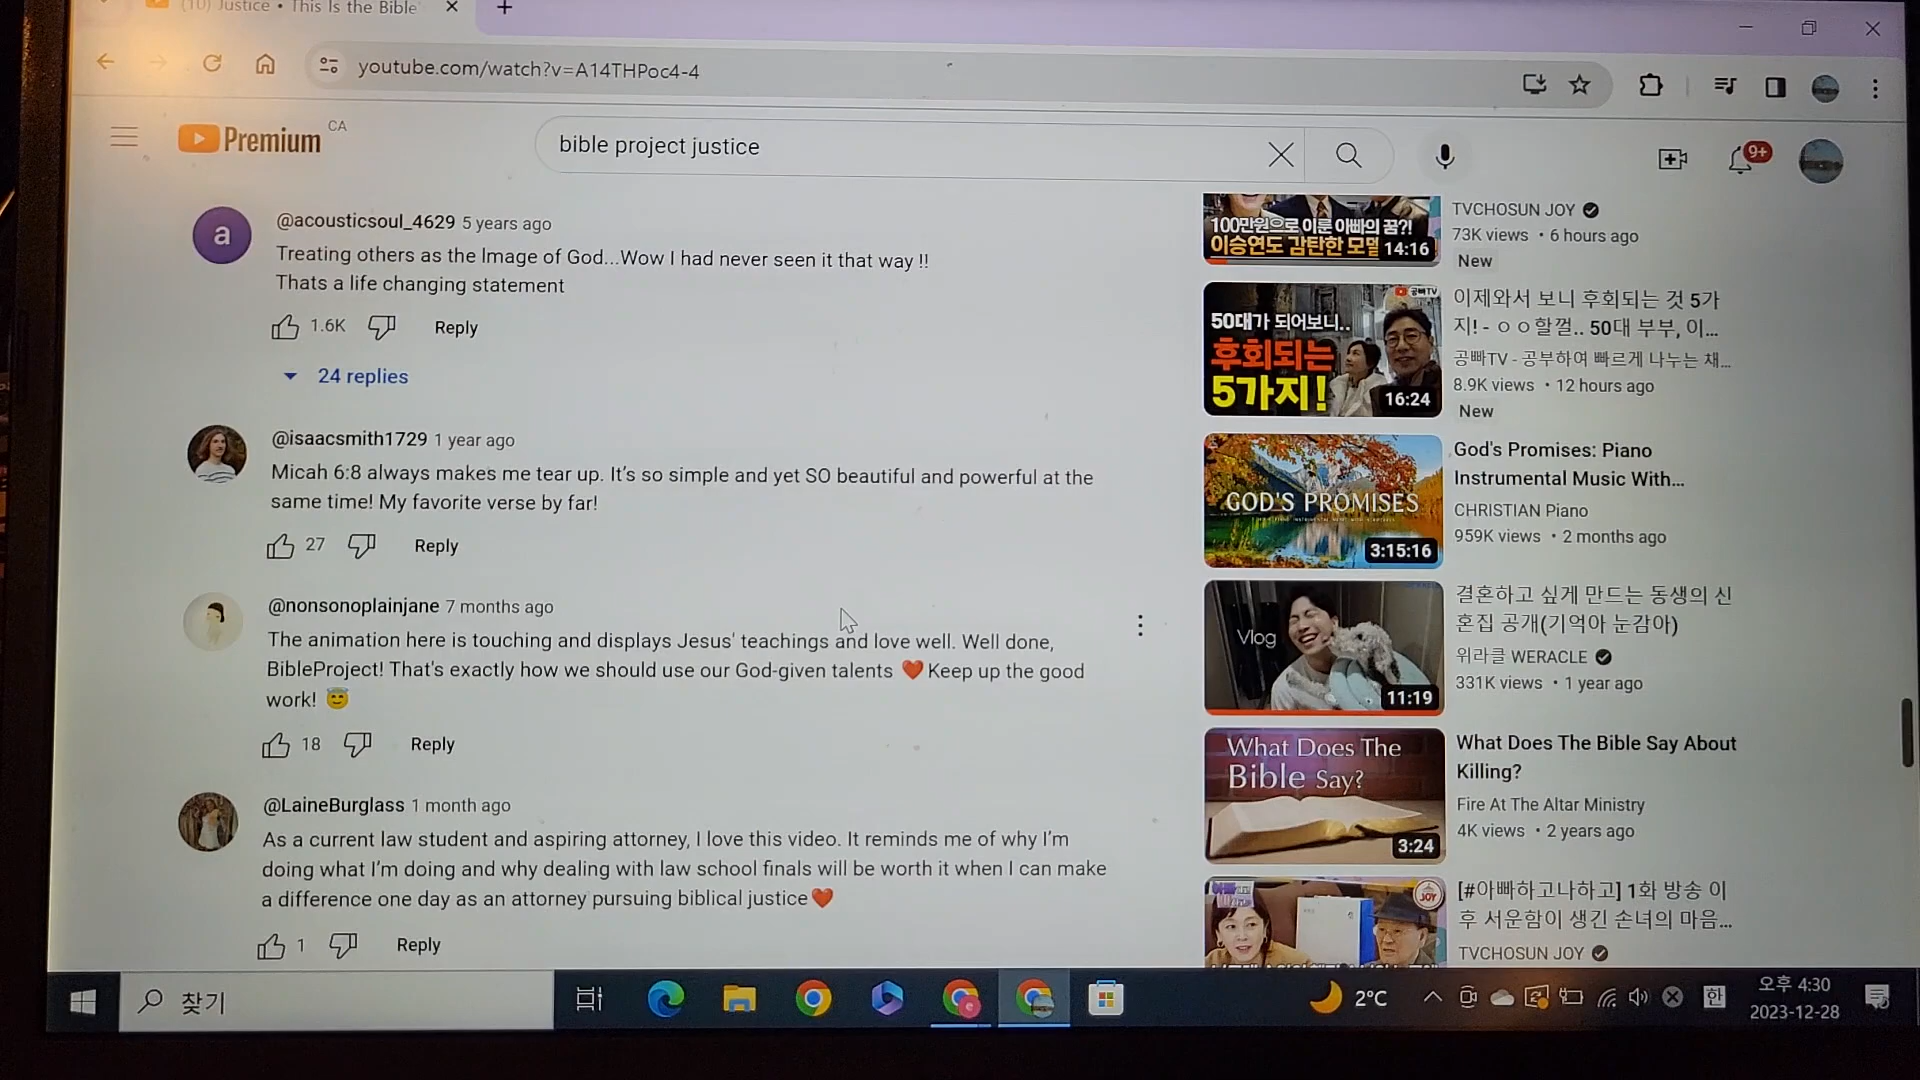 (10) Justice • This Is the Bible
youtube.com/watch?v=A14THPoc4-4
Premium CA
bible project justice
9+
a
@acousticsoul_4629 5 years ago
Treating others as the Image of God...Wow I had never seen it that way !!
Thats a life changing statement
1.6K Reply
24 replies
@isaacsmith1729 1 year ago
Micah 6:8 always makes me tear up. It's so simple and yet SO beautiful and powerful at the
same time! My favorite verse by far!
27 Reply
@nonsonoplainjane 7 months ago
The animation here is touching and displays Jesus' teachings and love well. Well done,
BibleProject! That's exactly how we should use our God-given talents ❤️ Keep up the good
work! 😇
18 Reply
@LaineBurglass 1 month ago
As a current law student and aspiring attorney, I love this video. It reminds me of why I'm
doing what I'm doing and why dealing with law school finals will be worth it when I can make
a difference one day as an attorney pursuing biblical justice❤️
1 Reply
100만원으로 이룬 아빠의 꿈?!
이승연도 감탄한 모델
14:16
TVCHOSUN JOY
73K views • 6 hours ago
New
공빠TV
50대가 되어보니..
후회되는
5가지!
16:24
이제와서 보니 후회되는 것 5가
지! - ㅇㅇ할껄.. 50대 부부, 이...
공빠TV - 공부하여 빠르게 나누는 채...
8.9K views • 12 hours ago
New
GOD'S PROMISES
3:15:16
God's Promises: Piano
Instrumental Music With...
CHRISTIAN Piano
959K views • 2 months ago
Vlog
11:19
결혼하고 싶게 만드는 동생의 신
혼집 공개(기억아 눈감아)
위라클 WERACLE
331K views • 1 year ago
What Does The
Bible Say?
3:24
What Does The Bible Say About
Killing?
Fire At The Altar Ministry
4K views • 2 years ago
JOY
[#아빠하고나하고] 1화 방송 이
후 서운함이 생긴 손녀의 마음...
TVCHOSUN JOY
찾기
2°C
한
오후 4:30
2023-12-28